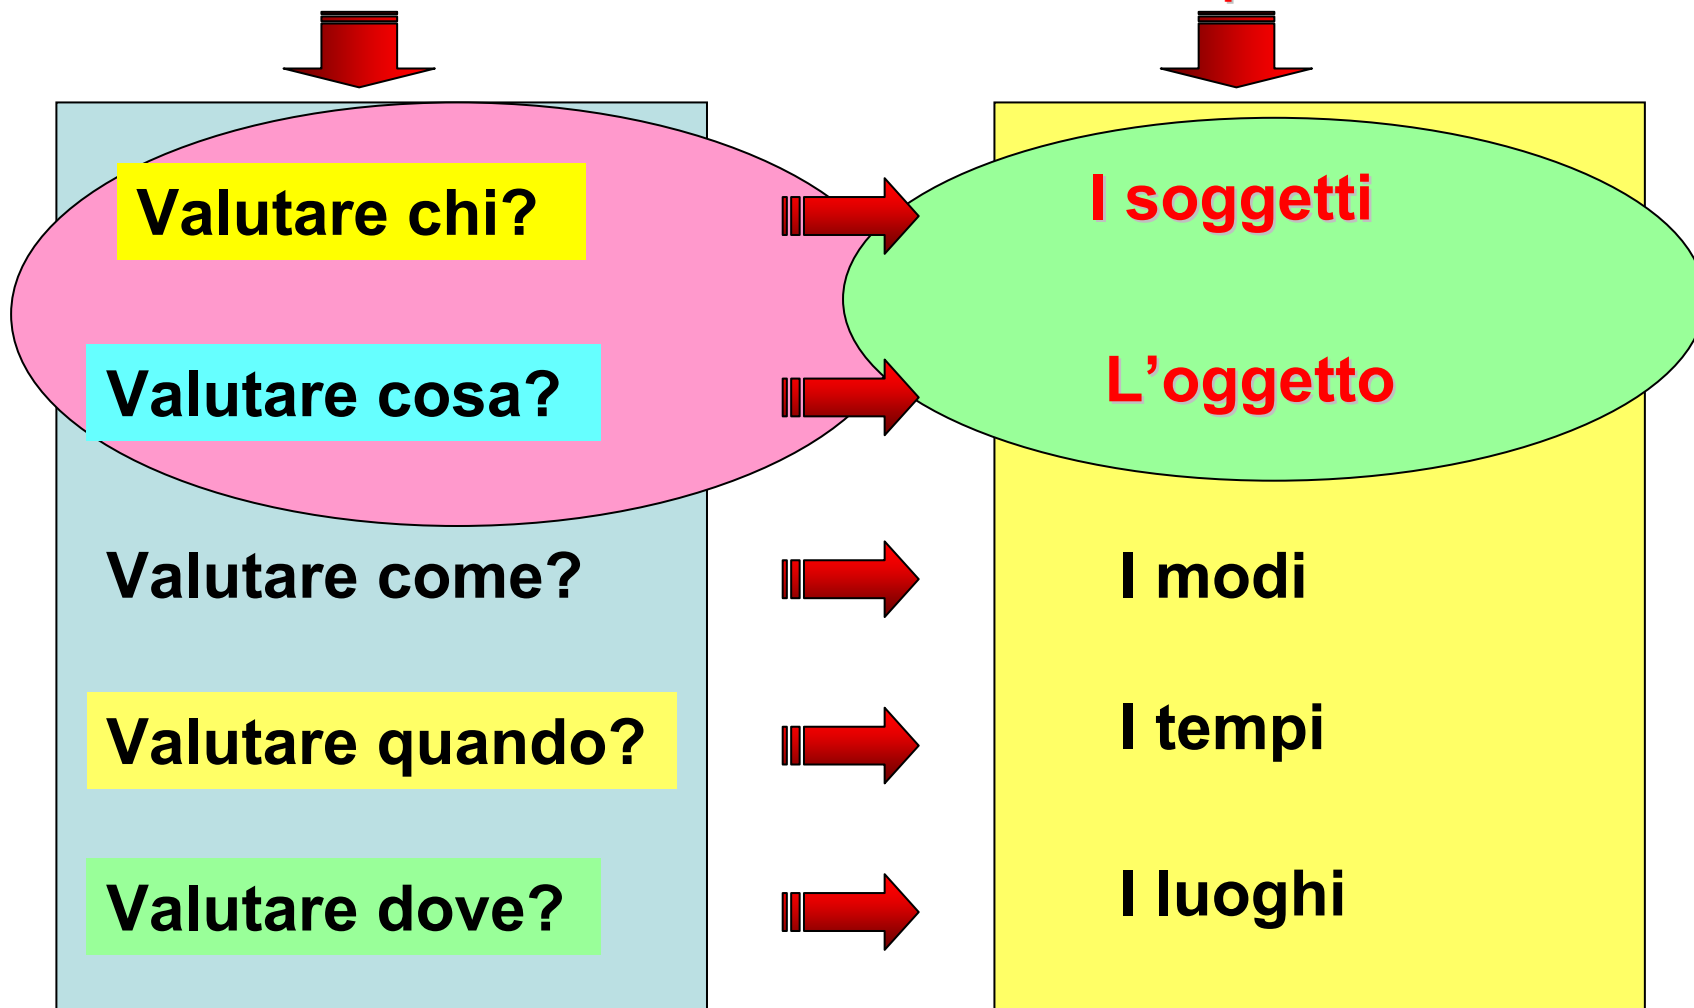 Valutare chi?
I soggetti
Valutare cosa?
L’oggetto
Valutare come?
I modi
Valutare quando?
I tempi
Valutare dove?
I luoghi